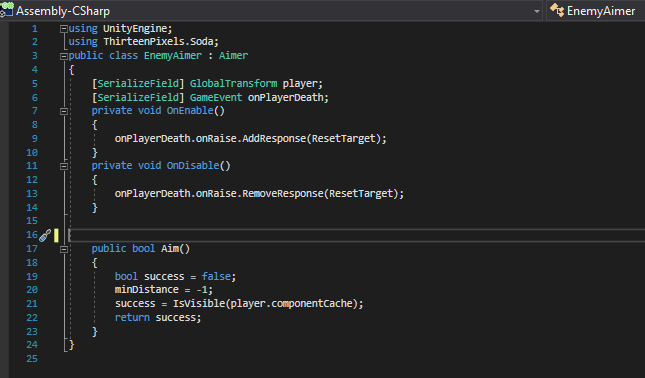 Assembly-CSharp
EnemyAimer
1 using UnityEngine;
2 using ThirteenPixels.Soda;
3 public class EnemyAimer : Aimer
4 {
5 [SerializeField] GlobalTransform player;
6 [SerializeField] GameEvent onPlayerDeath;
7 private void OnEnable()
8 {
9 onPlayerDeath.onRaise.AddResponse(ResetTarget);
10 }
11 private void OnDisable()
12 {
13 onPlayerDeath.onRaise.RemoveResponse(ResetTarget);
14 }
15
16
17 public bool Aim()
18 {
19 bool success = false;
20 minDistance = -1;
21 success = IsVisible(player.componentCache);
22 return success;
23 }
24 }
25